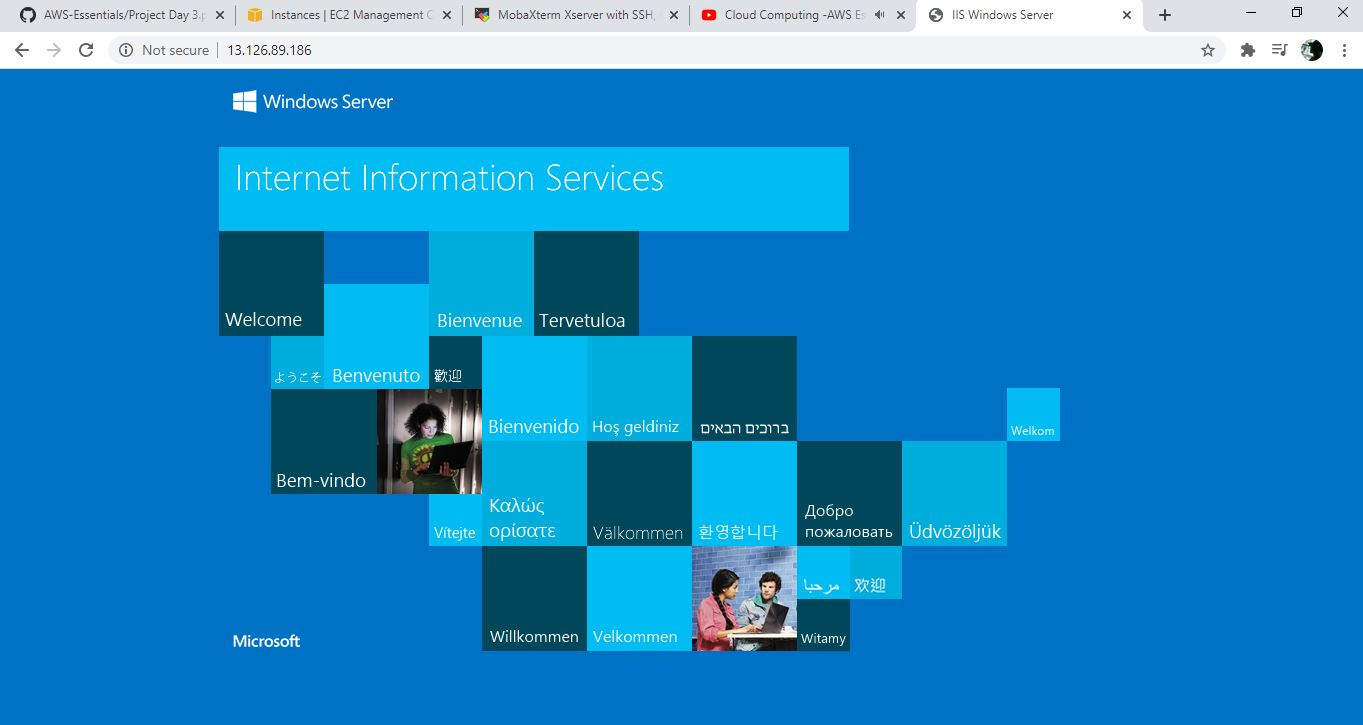 AWS-Essentials/Project Day 3.p
Instances | EC2 Management C
MobaXterm Xserver with SSH,
Cloud Computing -AWS Es
IIS Windows Server
Not secure
13.126.89.186
Windows Server
Internet Information Services
Welcome
Bienvenue
Tervetuloa
ようこそ
Benvenuto
歡迎
Bienvenido
Hoş geldiniz
ברוכים הבאים
Welkom
Bem-vindo
Vítejte
Καλώς
ορίσατε
Välkommen
환영합니다
Добро
пожаловать
Üdvözöljük
مرحبا
欢迎
Willkommen
Velkommen
Witamy
Microsoft